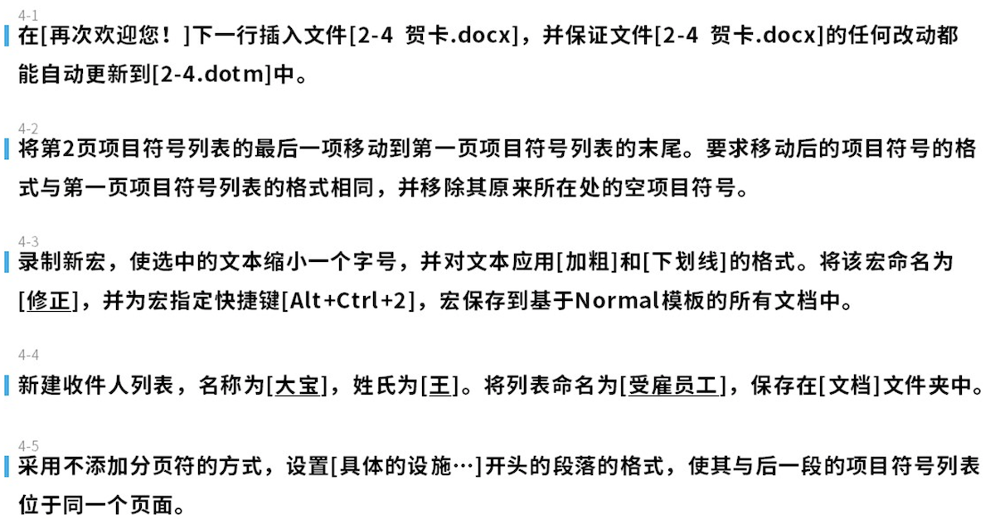 4-1
在[再次欢迎您！]下一行插入文件[2-4 贺卡.docx]，并保证文件[2-4 贺卡.docx]的任何改动都
能自动更新到[2-4.dotm]中。
4-2
将第2页项目符号列表的最后一项移动到第一页项目符号列表的末尾。要求移动后的项目符号的格
式与第一页项目符号列表的格式相同，并移除其原来所在处的空项目符号。
4-3
录制新宏，使选中的文本缩小一个字号，并对文本应用[加粗]和[下划线]的格式。将该宏命名为
[修正]，并为宏指定快捷键[Alt+Ctrl+2]，宏保存到基于Normal模板的所有文档中。
4-4
新建收件人列表，名称为[大宝]，姓氏为[王]。将列表命名为[受雇员工]，保存在[文档]文件夹中。
4-5
采用不添加分页符的方式，设置[具体的设施…]开头的段落的格式，使其与后一段的项目符号列表
位于同一个页面。